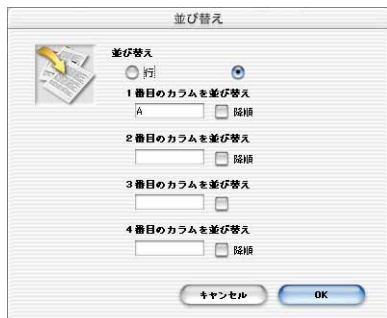 並び替え
並び替え
行
1番目のカラムを並び替え
A 降順
2番目のカラムを並び替え
降順
3番目のカラムを並び替え
4番目のカラムを並び替え
降順
キャンセル OK